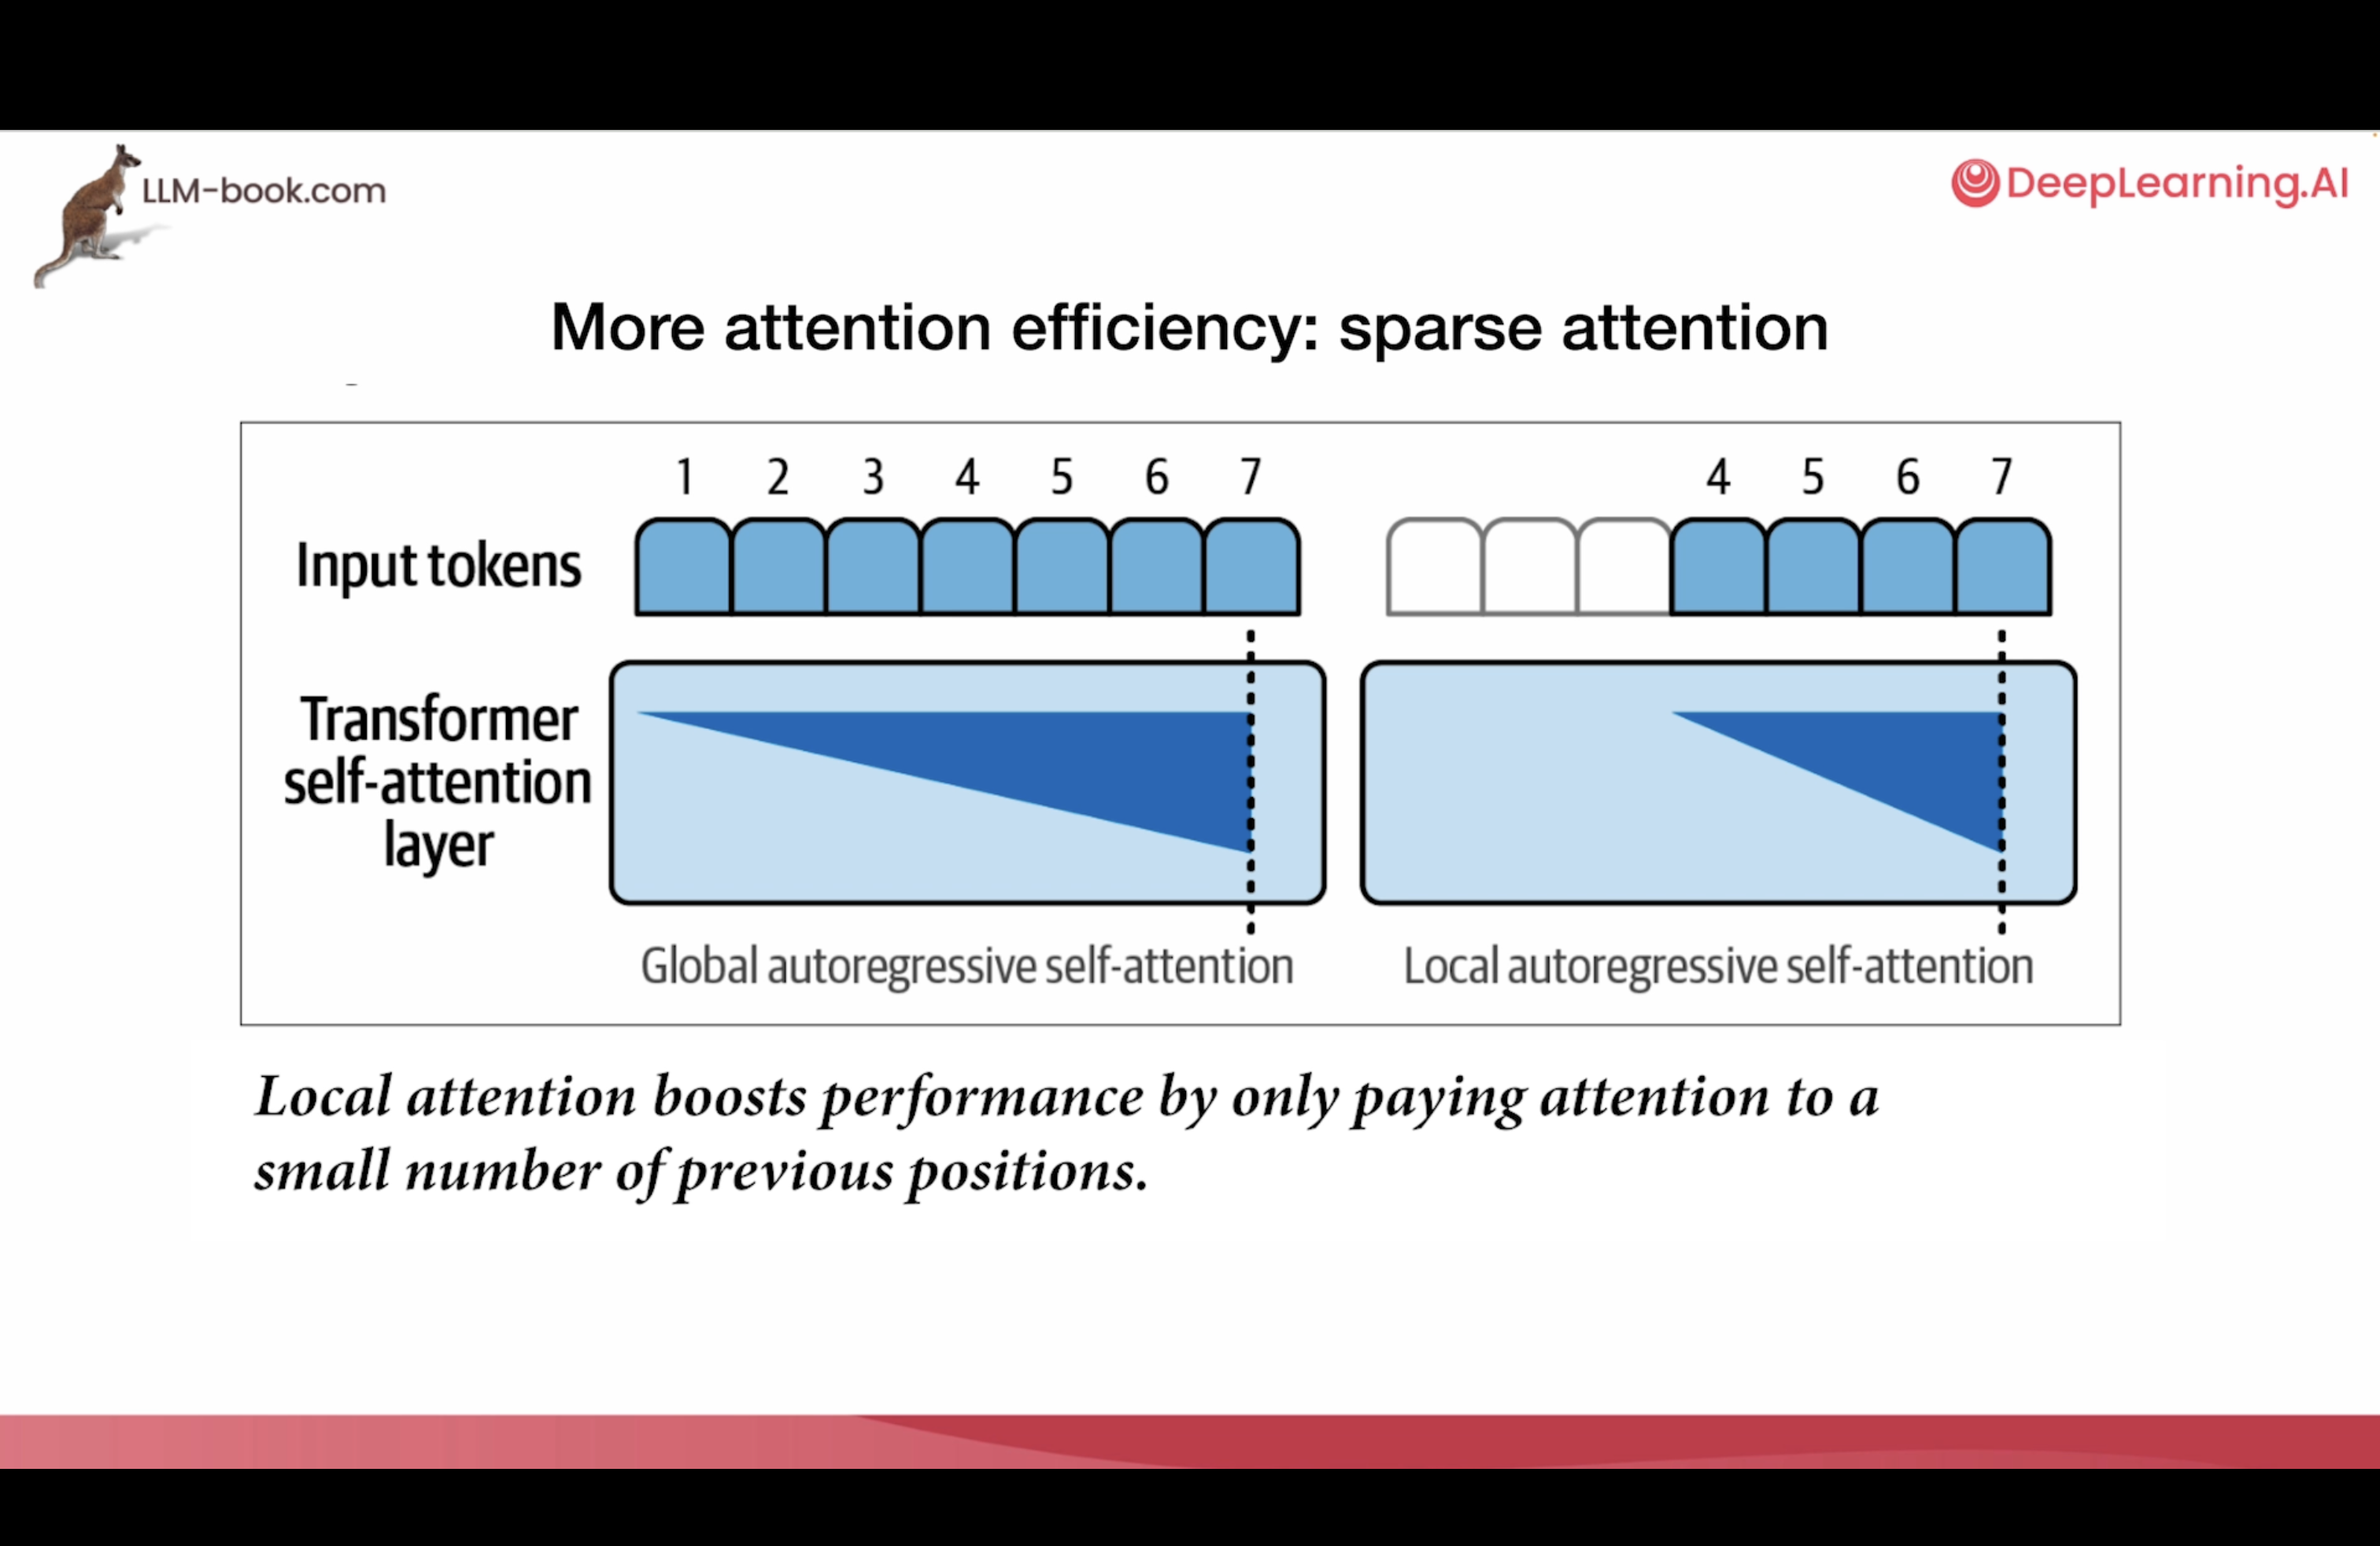 LLM-book.com
DeepLearning.AI
More attention efficiency: sparse attention
1 2 3 4 5 6 7
4 5 6 7
Input tokens
Transformer
self-attention
layer
Global autoregressive self-attention
Local autoregressive self-attention
Local attention boosts performance by only paying attention to a
small number of previous positions.